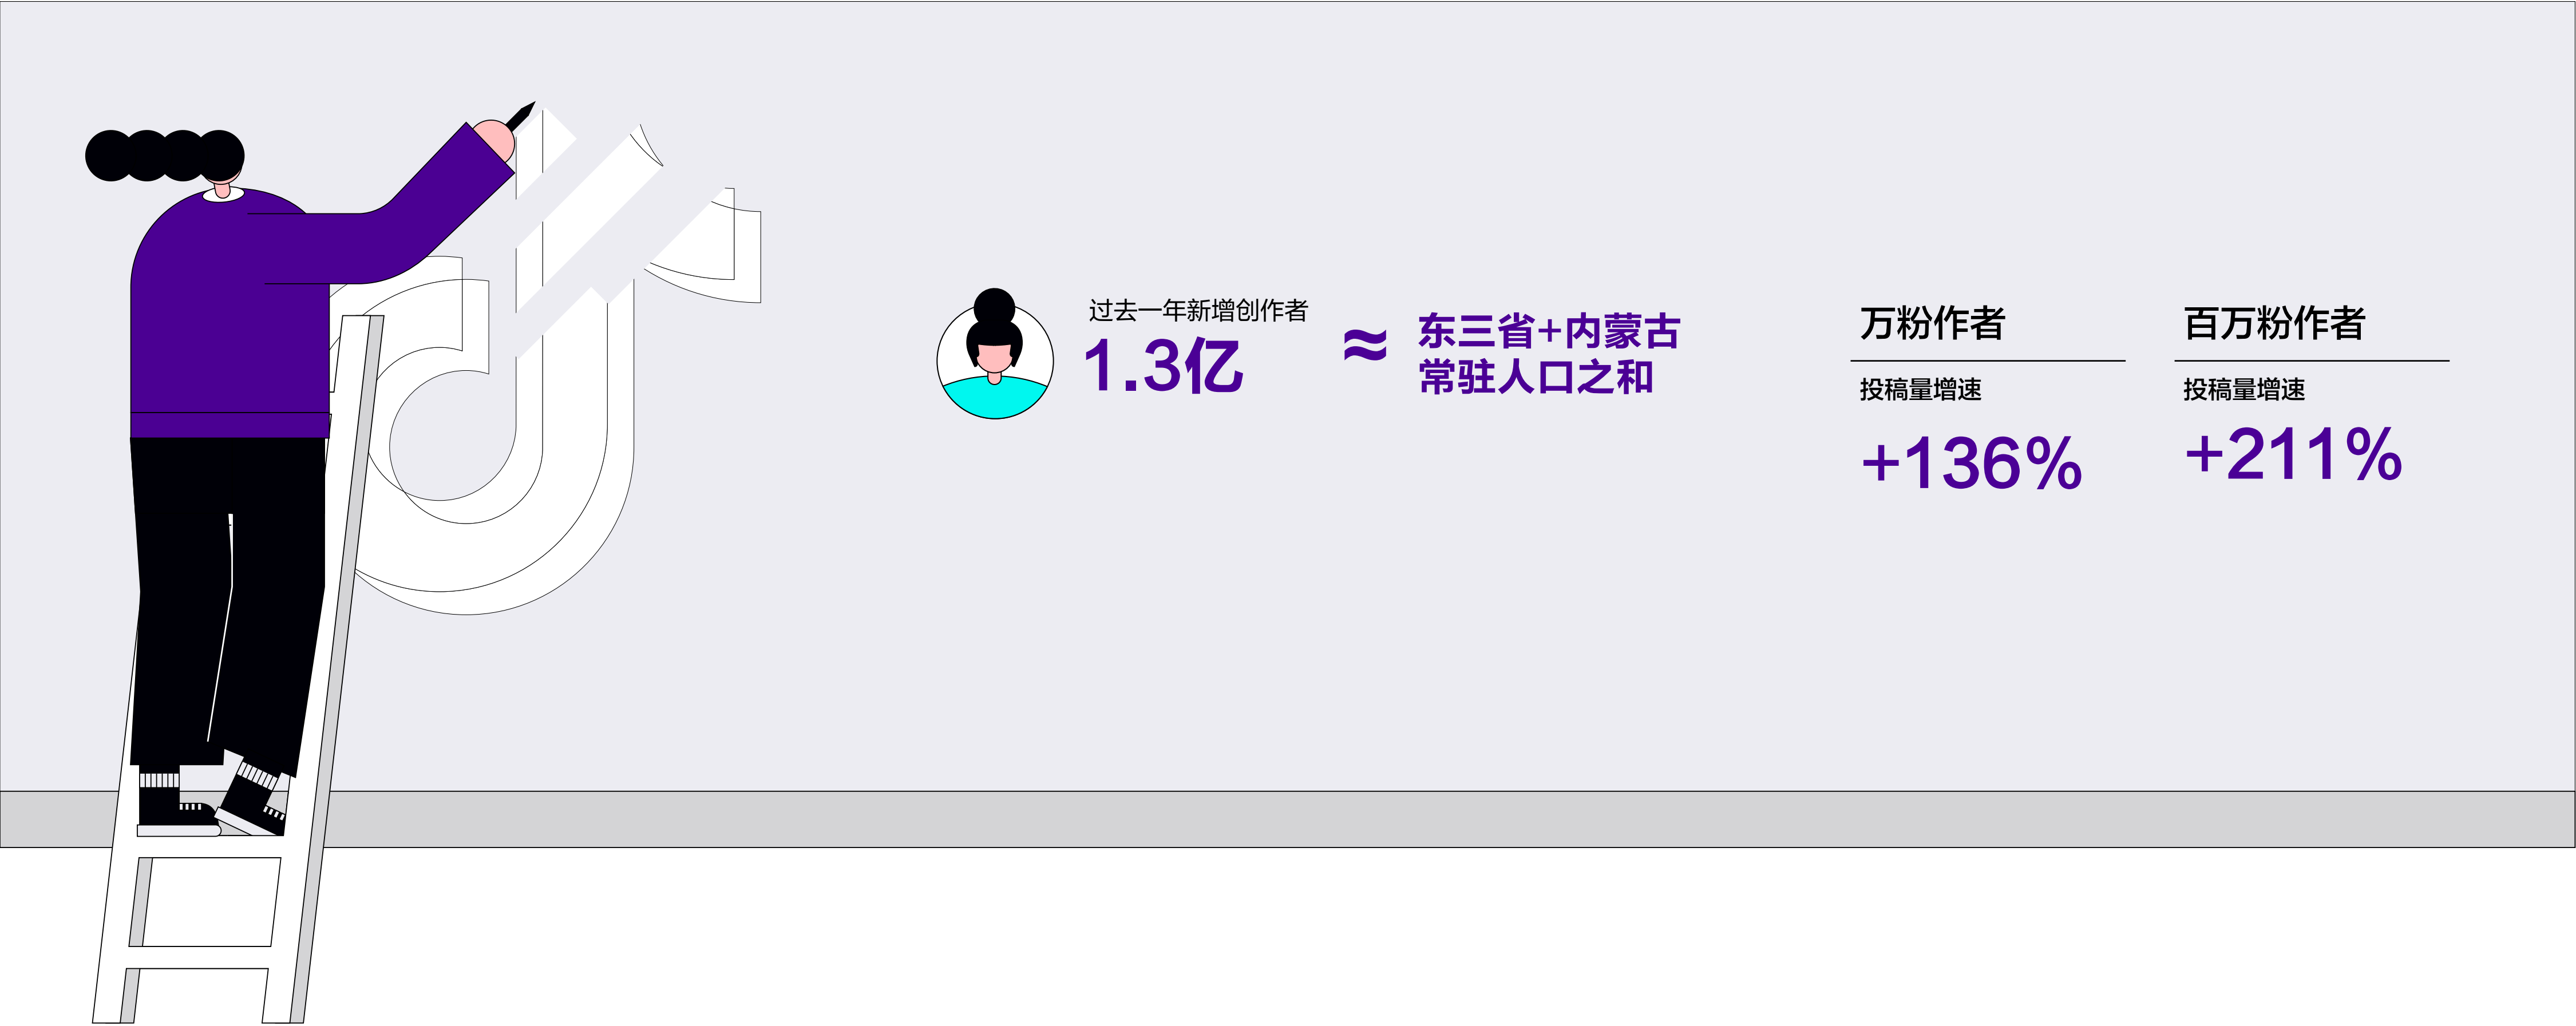 过去一年新增创作者
1.3亿
≈
东三省+内蒙古
常驻人口之和
万粉作者
投稿量增速
+136%
百万粉作者
投稿量增速
+211%